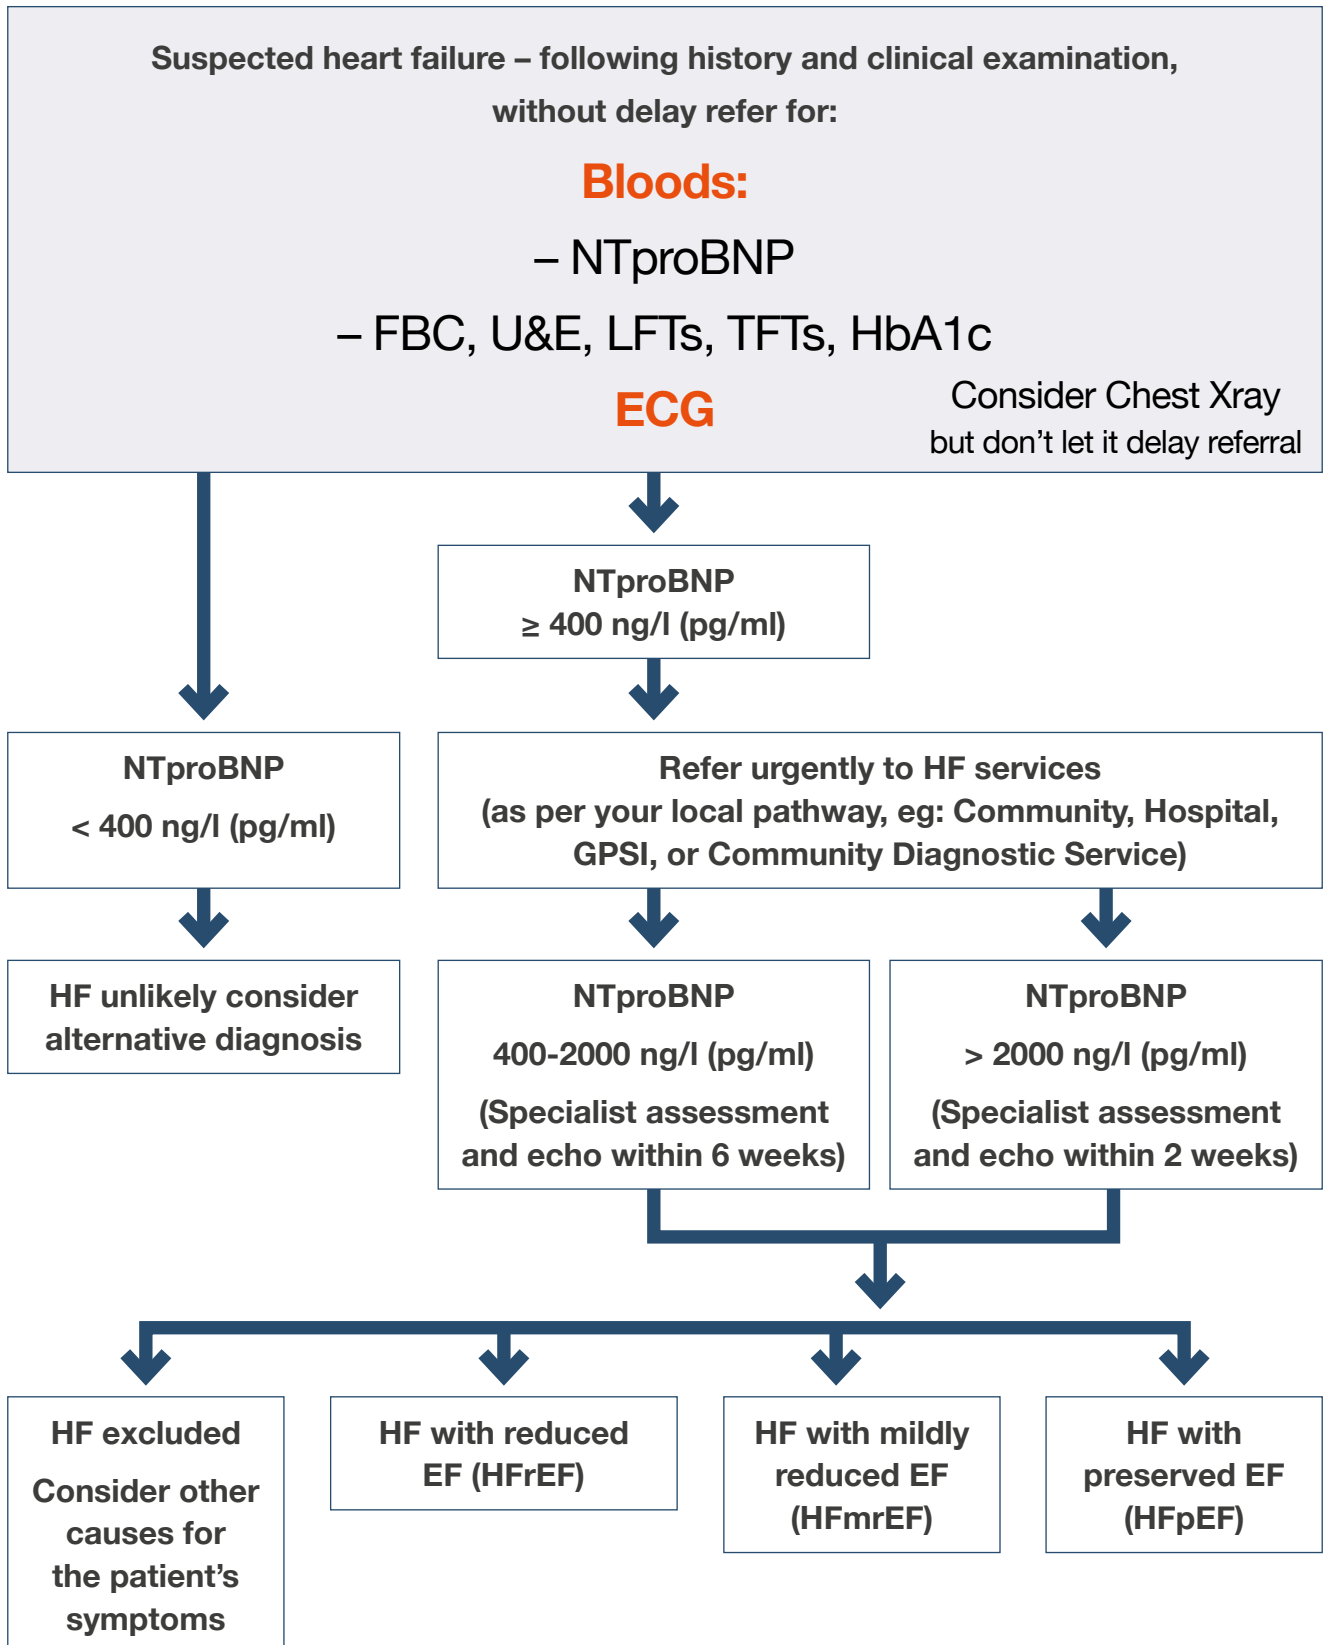 Suspected heart failure – following history and clinical examination,
without delay refer for:
Bloods:
– NTproBNP
– FBC, U&E, LFTs, TFTs, HbA1c
ECG
Consider Chest Xray
but don’t let it delay referral
NTproBNP
≥ 400 ng/l (pg/ml)
NTproBNP
< 400 ng/l (pg/ml)
Refer urgently to HF services
(as per your local pathway, eg: Community, Hospital,
GPSI, or Community Diagnostic Service)
HF unlikely consider
alternative diagnosis
NTproBNP
400-2000 ng/l (pg/ml)
(Specialist assessment
and echo within 6 weeks)
NTproBNP
> 2000 ng/l (pg/ml)
(Specialist assessment
and echo within 2 weeks)
HF excluded
Consider other
causes for
the patient’s
symptoms
HF with reduced
EF (HFrEF)
HF with mildly
reduced EF
(HFmrEF)
HF with
preserved EF
(HFpEF)